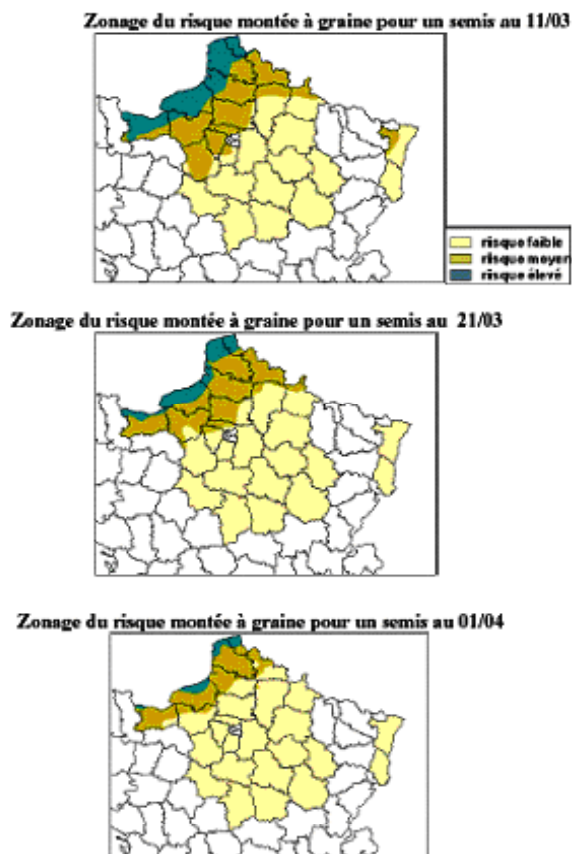 Zonage du risque montée à graine pour un semis au 11/03
risque faible
risque moyen
risque élevé
Zonage du risque montée à graine pour un semis au 21/03
Zonage du risque montée à graine pour un semis au 01/04